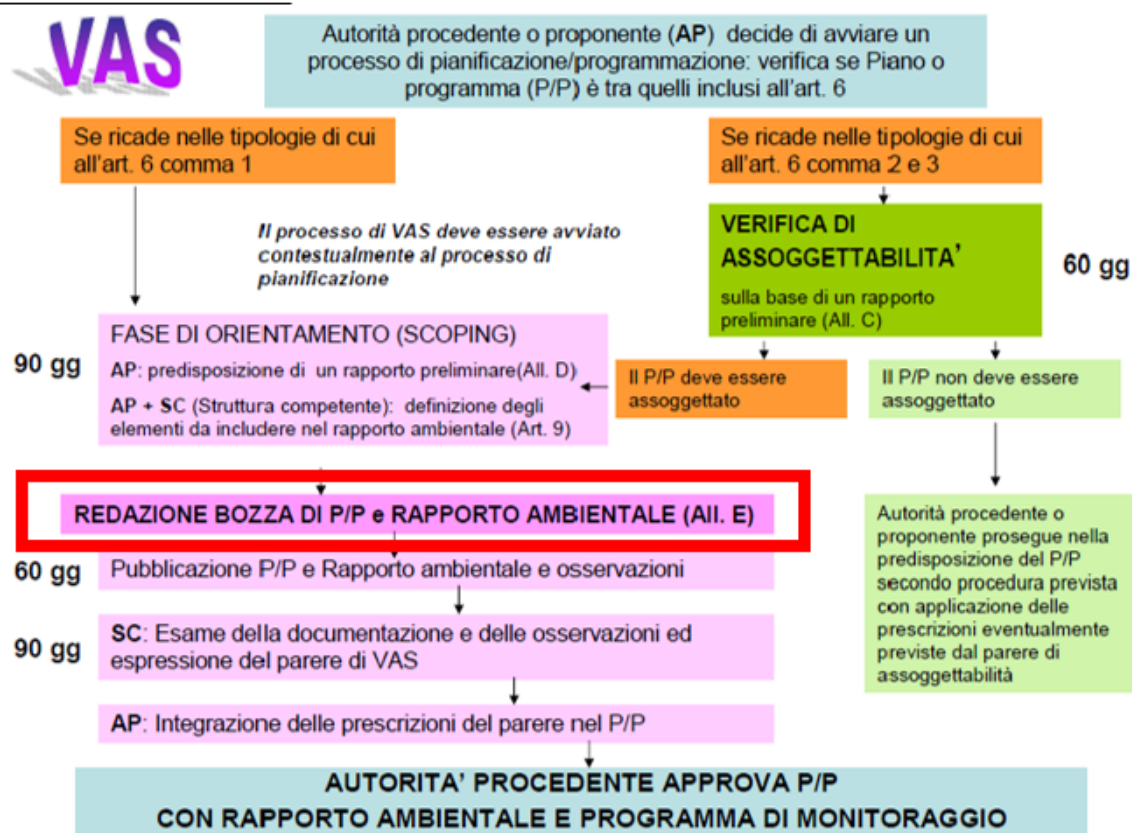 VAS
Autorità procedente o proponente (AP) decide di avviare un
processo di pianificazione/programmazione: verifica se Piano o
programma (P/P) è tra quelli inclusi all'art. 6
Se ricade nelle tipologie di cui
all'art. 6 comma 1
Se ricade nelle tipologie di cui
all'art. 6 comma 2 e 3
Il processo di VAS deve essere avviato
contestualmente al processo di
pianificazione
VERIFICA DI
ASSOGGETTABILITA'
sulla base di un rapporto
preliminare (All. C)
60 gg
90 gg
FASE DI ORIENTAMENTO (SCOPING)
AP: predisposizione di un rapporto preliminare(All. D)
AP + SC (Struttura competente): definizione degli
elementi da includere nel rapporto ambientale (Art. 9)
Il P/P deve essere
assoggettato
Il P/P non deve essere
assoggettato
REDAZIONE BOZZA DI P/P e RAPPORTO AMBIENTALE (All. E)
60 gg
Pubblicazione P/P e Rapporto ambientale e osservazioni
90 gg
SC: Esame della documentazione e delle osservazioni ed
espressione del parere di VAS
AP: Integrazione delle prescrizioni del parere nel P/P
Autorità procedente o
proponente prosegue nella
predisposizione del P/P
secondo procedura prevista
con applicazione delle
prescrizioni eventualmente
previste dal parere di
assoggettabilità
AUTORITA' PROCEDENTE APPROVA P/P
CON RAPPORTO AMBIENTALE E PROGRAMMA DI MONITORAGGIO